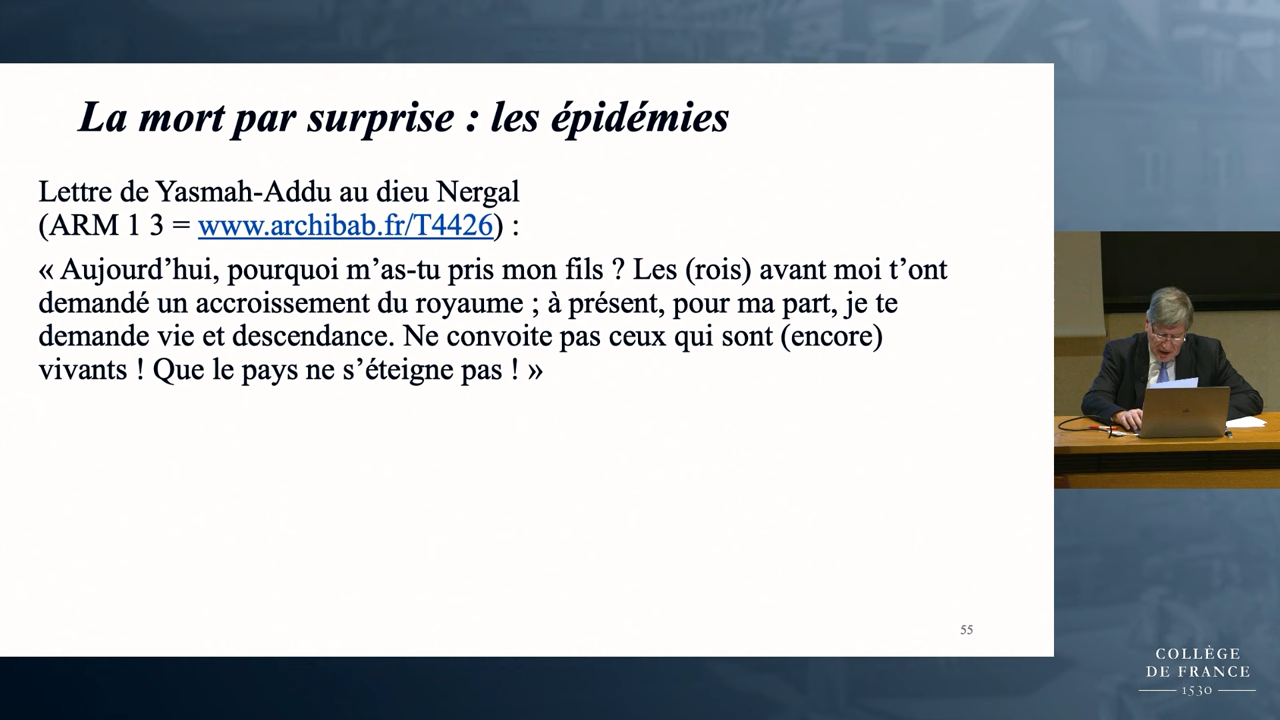 La mort par surprise : les épidémies
Lettre de Yasmah-Addu au dieu Nergal
(ARM 1 3 = www.archibab.fr/T4426) :
« Aujourd’hui, pourquoi m’as-tu pris mon fils ? Les (rois) avant moi t’ont
demandé un accroissement du royaume ; à présent, pour ma part, je te
demande vie et descendance. Ne convoite pas ceux qui sont (encore)
vivants ! Que le pays ne s’éteigne pas ! »
55
COLLÈGE
DE FRANCE
1530